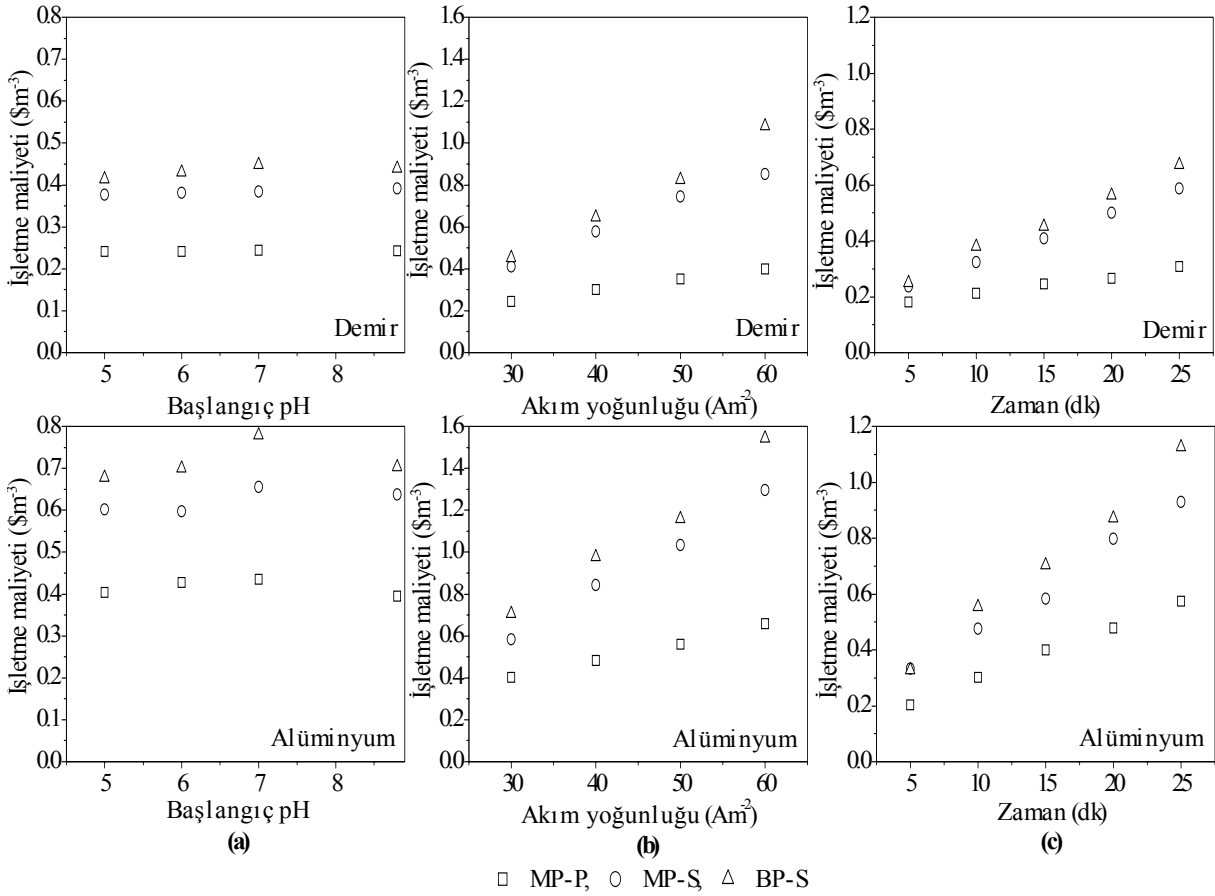 0.8
0.7
0.6
0.5
0.4
0.3
0.2
0.1
0.0
İşletme maliyeti ($m-3)
5 6 7 8
Başlangıç pH
Demir
1.6
1.4
1.2
1.0
0.8
0.6
0.4
0.2
0.0
İşletme maliyeti ($m-3)
30 40 50 60
Akım yoğunluğu (Am-2)
Demir
1.2
1.0
0.8
0.6
0.4
0.2
0.0
İşletme maliyeti ($m-3)
5 10 15 20 25
Zaman (dk)
Demir
0.8
0.7
0.6
0.5
0.4
0.3
0.2
0.1
0.0
İşletme maliyeti ($m-3)
5 6 7 8
Başlangıç pH
Alüminyum
(a)
1.6
1.4
1.2
1.0
0.8
0.6
0.4
0.2
0.0
İşletme maliyeti ($m-3)
30 40 50 60
Akım yoğunluğu (Am-2)
Alüminyum
(b)
1.2
1.0
0.8
0.6
0.4
0.2
0.0
İşletme maliyeti ($m-3)
5 10 15 20 25
Zaman (dk)
Alüminyum
(c)
MP-P, MP-S, BP-S